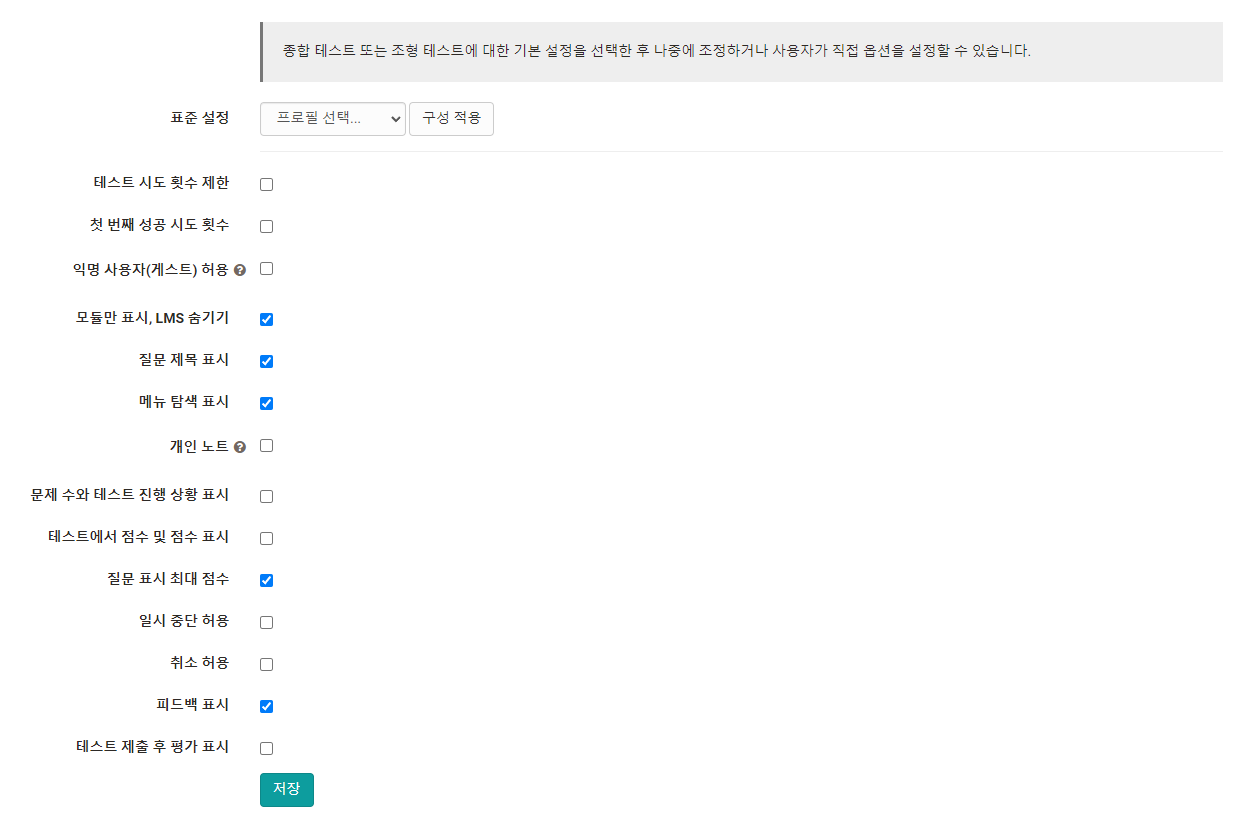 종합 테스트 또는 조형 테스트에 대한 기본 설정을 선택한 후 나중에 조정하거나 사용자가 직접 옵션을 설정할 수 있습니다.
표준 설정 프로필 선택... 구성 적용
테스트 시도 횟수 제한
첫 번째 성공 시도 횟수
익명 사용자(게스트) 허용 ?
모듈만 표시, LMS 숨기기
질문 제목 표시
메뉴 탐색 표시
개인 노트 ?
문제 수와 테스트 진행 상황 표시
테스트에서 점수 및 점수 표시
질문 표시 최대 점수
일시 중단 허용
취소 허용
피드백 표시
테스트 제출 후 평가 표시
저장